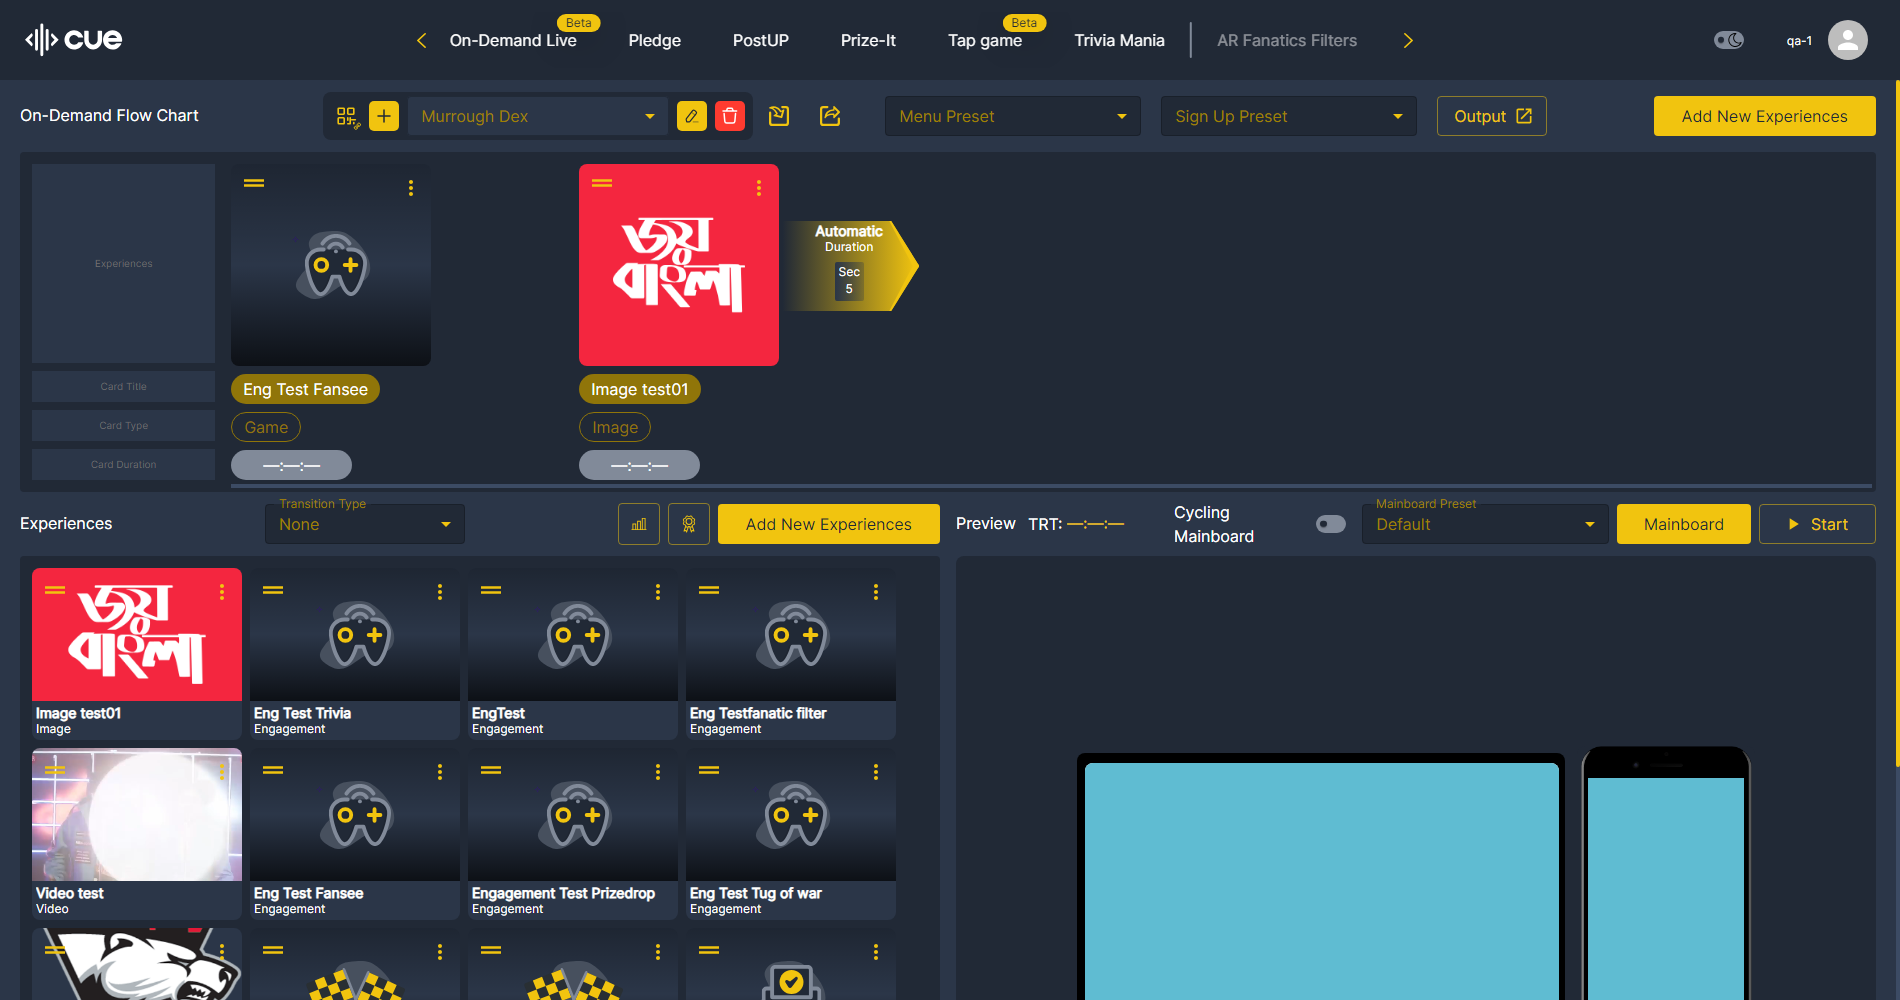 cue
On-Demand Live
Beta
Pledge
PostUP
Prize-It
Tap game
Beta
Trivia Mania
AR Fanatics Filters
qa-1
On-Demand Flow Chart
Murrough Dex
Menu Preset
Sign Up Preset
Output
Add New Experiences
Experiences
Card Title
Card Type
Card Duration
Eng Test Fansee
Game
—:—:—
জয়
বাংলা
Image test01
Image
—:—:—
Automatic
Duration
Sec
5
Experiences
Transition Type
None
Add New Experiences
Preview
TRT: —:—:—
Cycling
Mainboard
Mainboard Preset
Default
Mainboard
Start
জয়
বাংলা
Image test01
Image
Eng Test Trivia
Engagement
EngTest
Engagement
Eng Testfanatic filter
Engagement
Video test
Video
Eng Test Fansee
Engagement
Engagement Test Prizedrop
Engagement
Eng Test Tug of war
Engagement